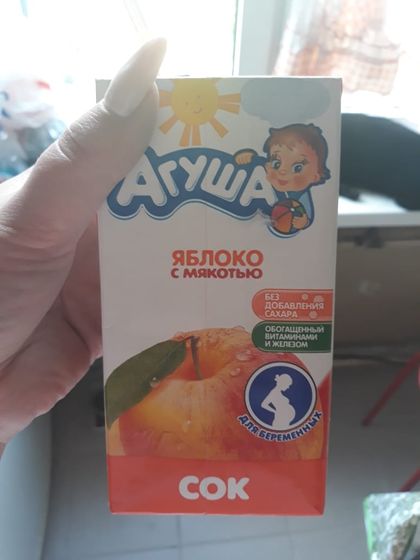 АГУША
ЯБЛОКО
С МЯКОТЬЮ
БЕЗ
ДОБАВЛЕНИЯ
САХАРА
ОБОГАЩЕННЫЙ
ВИТАМИНАМИ
И ЖЕЛЕЗОМ
ДЛЯ БЕРЕМЕННЫХ
СОК